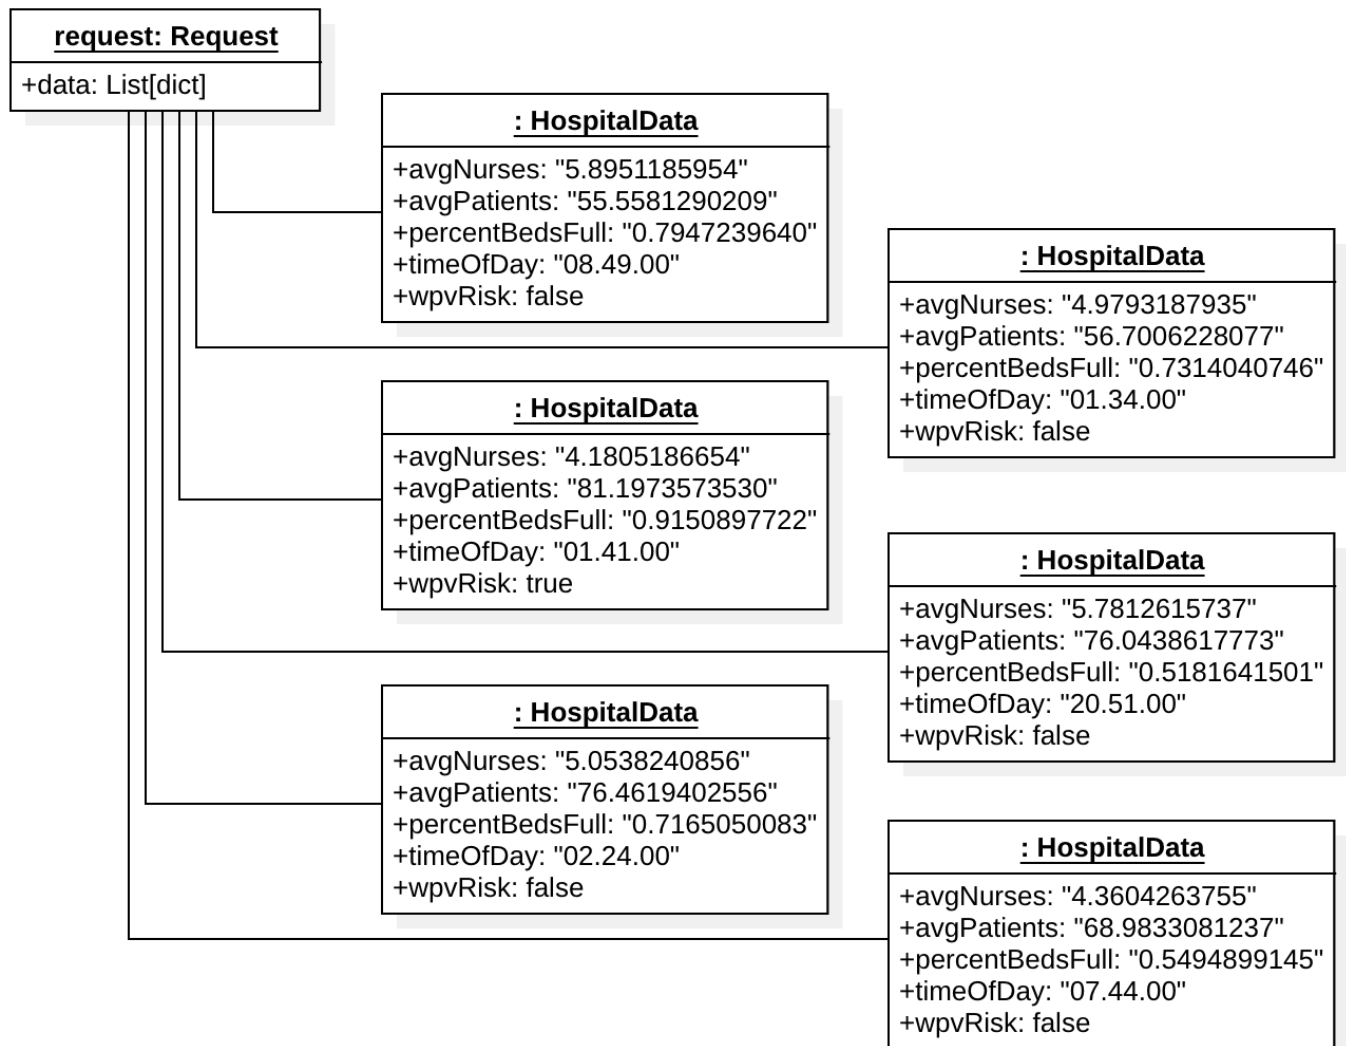 request: Request
+data: List[dict]
: HospitalData
+avgNurses: "5.8951185954"
+avgPatients: "55.5581290209"
+percentBedsFull: "0.7947239640"
+timeOfDay: "08.49.00"
+wpvRisk: false
: HospitalData
+avgNurses: "4.9793187935"
+avgPatients: "56.7006228077"
+percentBedsFull: "0.7314040746"
+timeOfDay: "01.34.00"
+wpvRisk: false
: HospitalData
+avgNurses: "4.1805186654"
+avgPatients: "81.1973573530"
+percentBedsFull: "0.9150897722"
+timeOfDay: "01.41.00"
+wpvRisk: true
: HospitalData
+avgNurses: "5.7812615737"
+avgPatients: "76.0438617773"
+percentBedsFull: "0.5181641501"
+timeOfDay: "20.51.00"
+wpvRisk: false
: HospitalData
+avgNurses: "5.0538240856"
+avgPatients: "76.4619402556"
+percentBedsFull: "0.7165050083"
+timeOfDay: "02.24.00"
+wpvRisk: false
: HospitalData
+avgNurses: "4.3604263755"
+avgPatients: "68.9833081237"
+percentBedsFull: "0.5494899145"
+timeOfDay: "07.44.00"
+wpvRisk: false